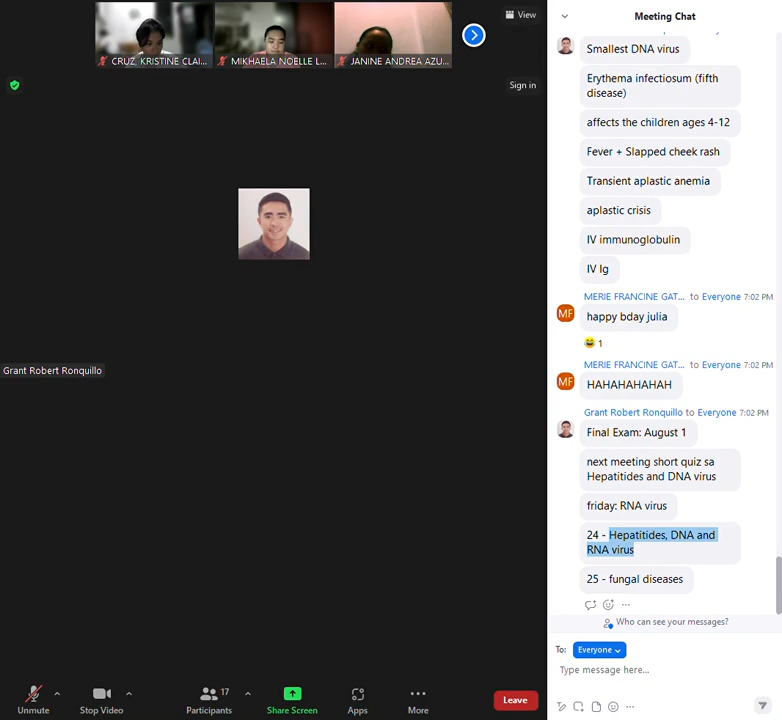 View
CRUZ, KRISTINE CLAI...
MIKHAELA NOELLE L...
JANINE ANDREA AZU...
Sign in
Grant Robert Ronquillo
Unmute
Stop Video
17
Participants
Share Screen
Apps
More
Leave
Meeting Chat
Smallest DNA virus
Erythema infectiosum (fifth
disease)
affects the children ages 4-12
Fever + Slapped cheek rash
Transient aplastic anemia
aplastic crisis
IV immunoglobulin
IV Ig
MERIE FRANCINE GAT... to Everyone 7:02 PM
MF
happy bday julia
1
MERIE FRANCINE GAT... to Everyone 7:02 PM
MF
HAHAHAHAHAH
Grant Robert Ronquillo to Everyone 7:02 PM
Final Exam: August 1
next meeting short quiz sa
Hepatitides and DNA virus
friday: RNA virus
24 - Hepatitides, DNA and
RNA virus
25 - fungal diseases
Who can see your messages?
To: Everyone
Type message here...